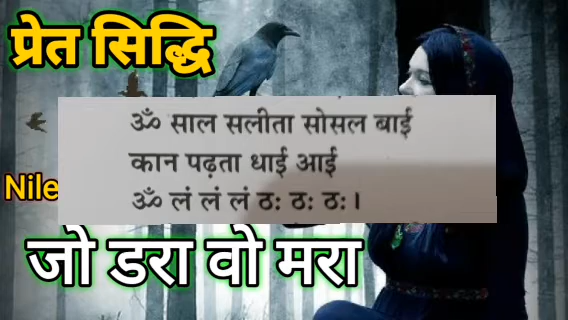 प्रेत सिद्धि
ॐ साल सलीता सोसल बाई
कान पढ़ता धाई आई
ॐ लं लं लं ठः ठः ठः।
Nile
जो डरा वो मरा